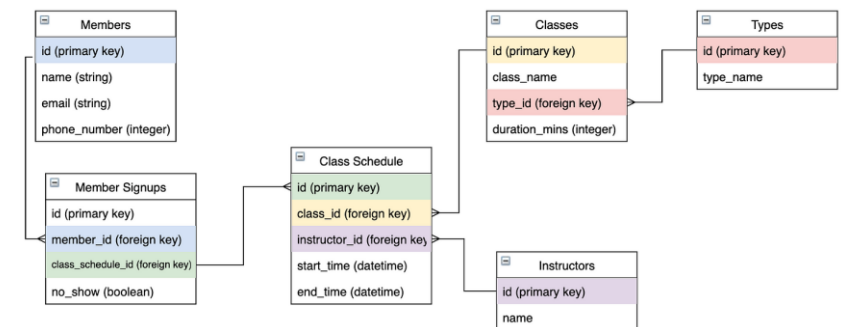 Members
id (primary key)
name (string)
email (string)
phone_number (integer)
Member Signups
id (primary key)
member_id (foreign key)
class_schedule_id (foreign key)
no_show (boolean)
Class Schedule
id (primary key)
class_id (foreign key)
instructor_id (foreign key
start_time (datetime)
end_time (datetime)
Classes
id (primary key)
class_name
type_id (foreign key)
duration_mins (integer)
Types
id (primary key)
type_name
Instructors
id (primary key)
name